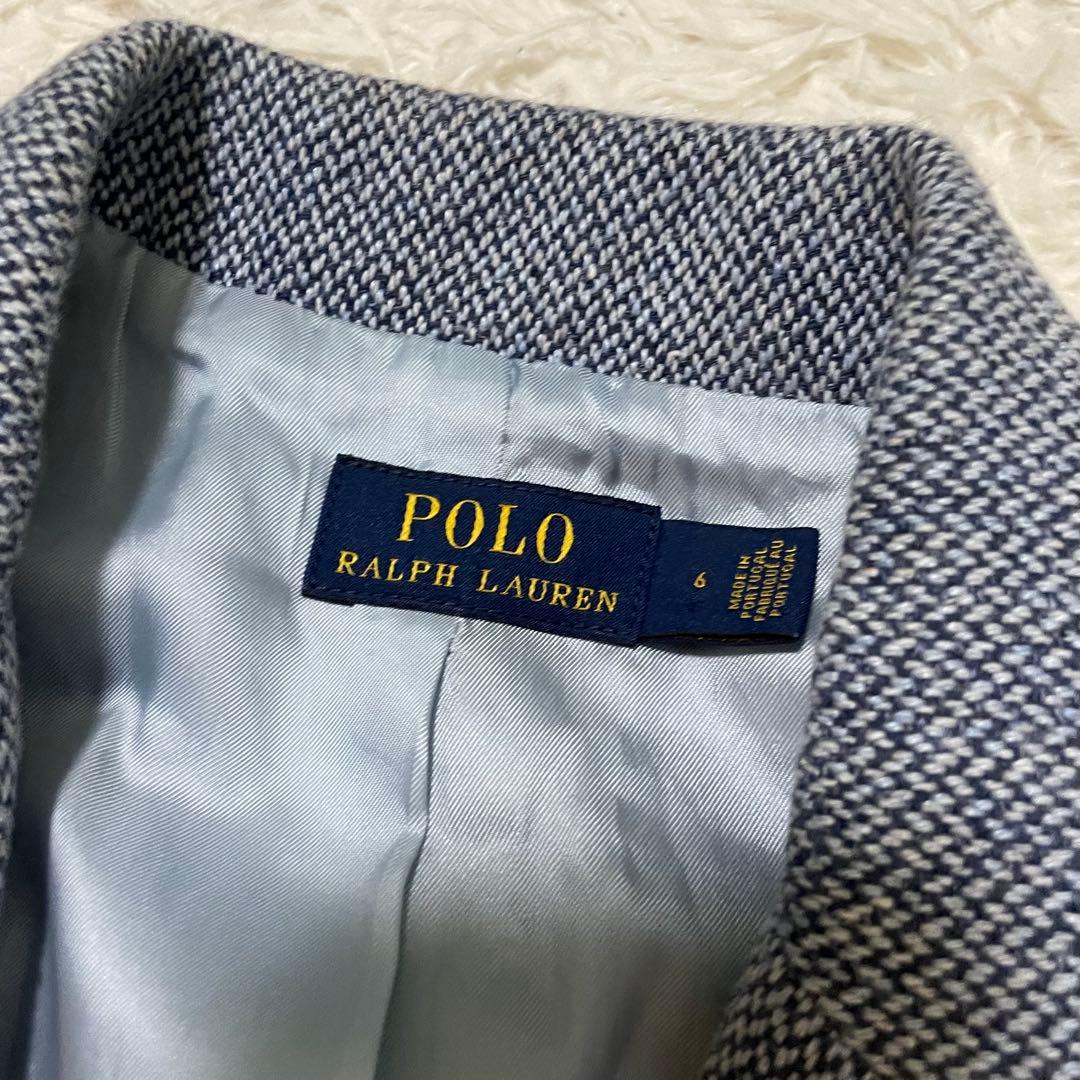 POLO
RALPH LAUREN
6
MADE IN
PORTUGAL
FABRIQUÉ AU
PORTUGAL